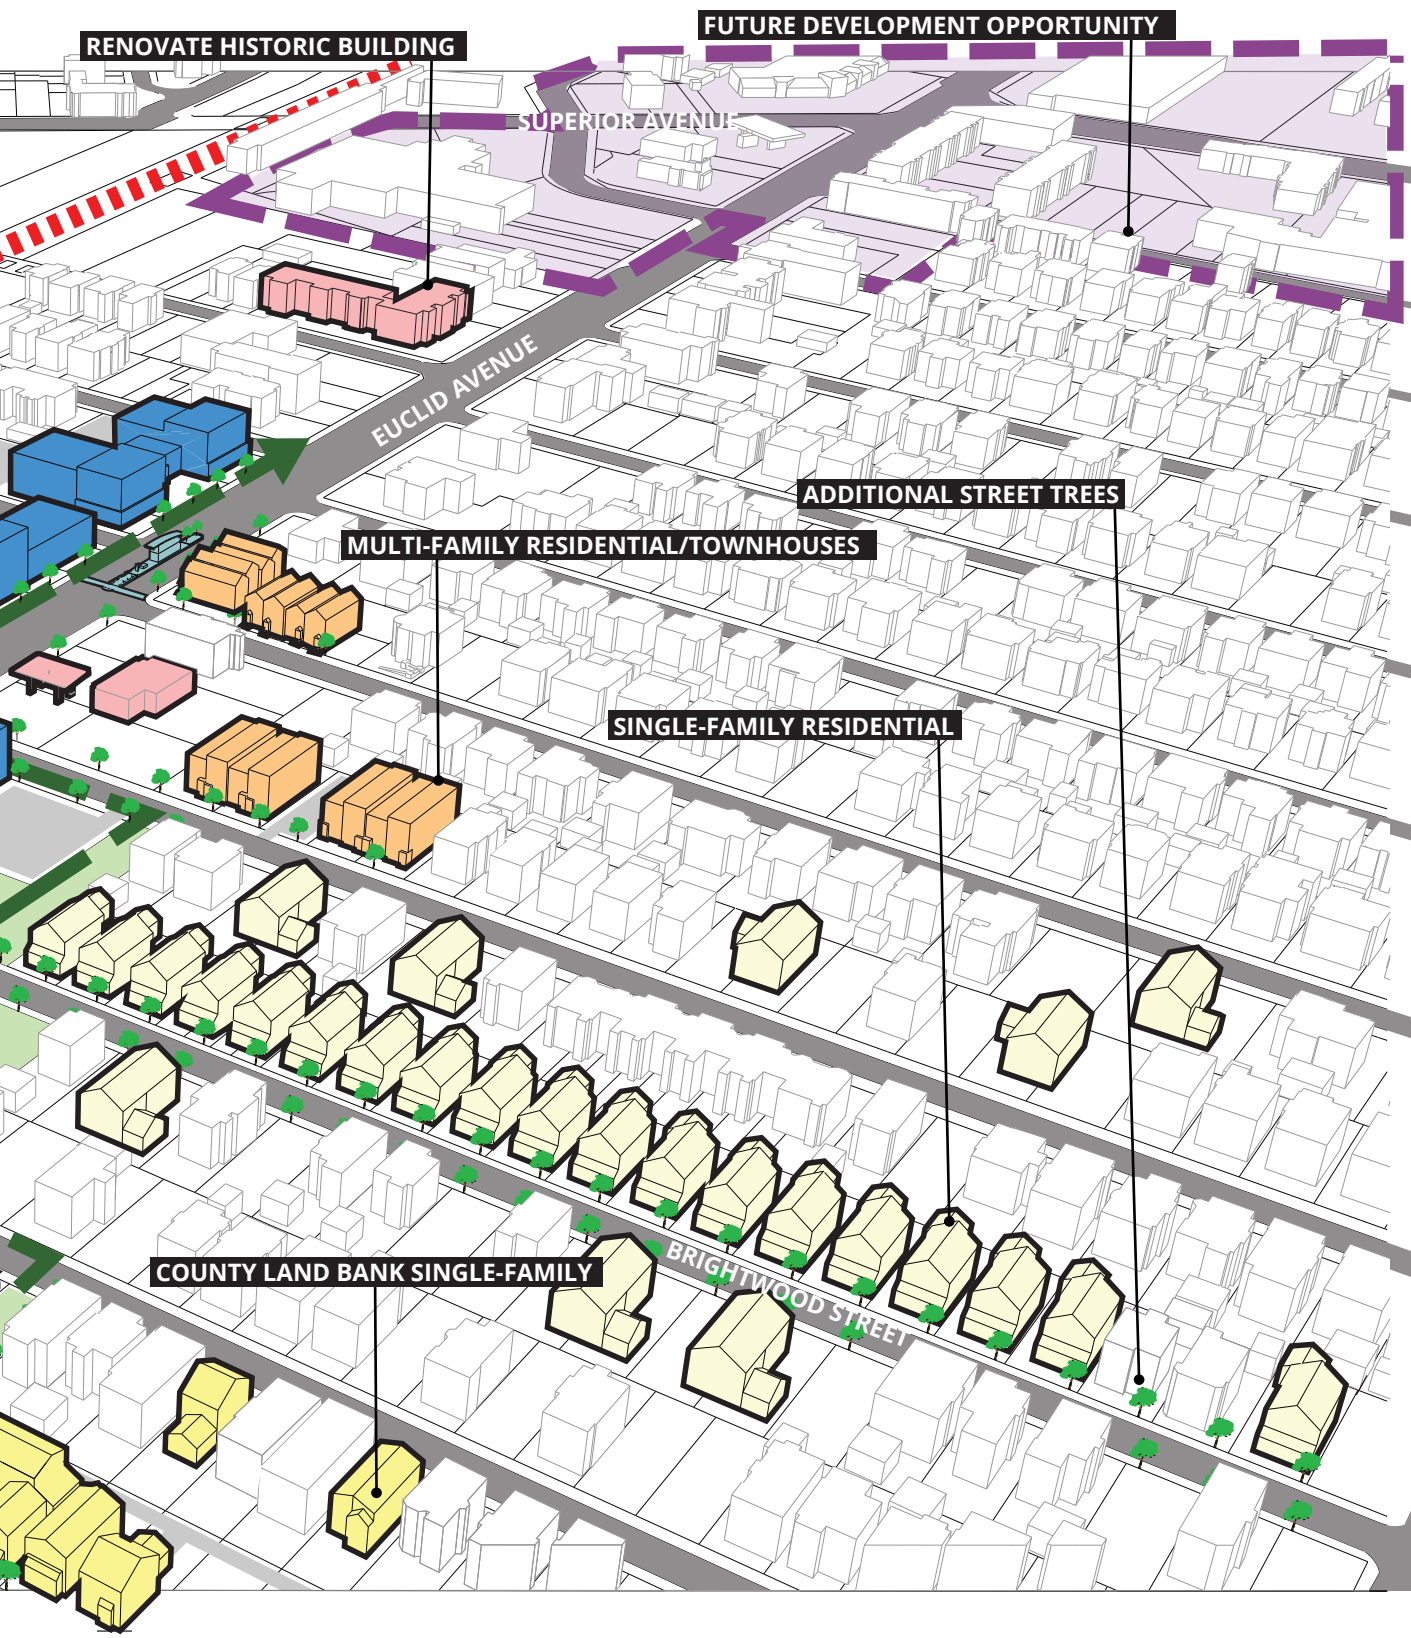 FUTURE DEVELOPMENT OPPORTUNITY
RENOVATE HISTORIC BUILDING
SUPERIOR AVENUE
EUCLID AVENUE
ADDITIONAL STREET TREES
MULTI-FAMILY RESIDENTIAL/TOWNHOUSES
SINGLE-FAMILY RESIDENTIAL
BRIGHTWOOD STREET
COUNTY LAND BANK SINGLE-FAMILY